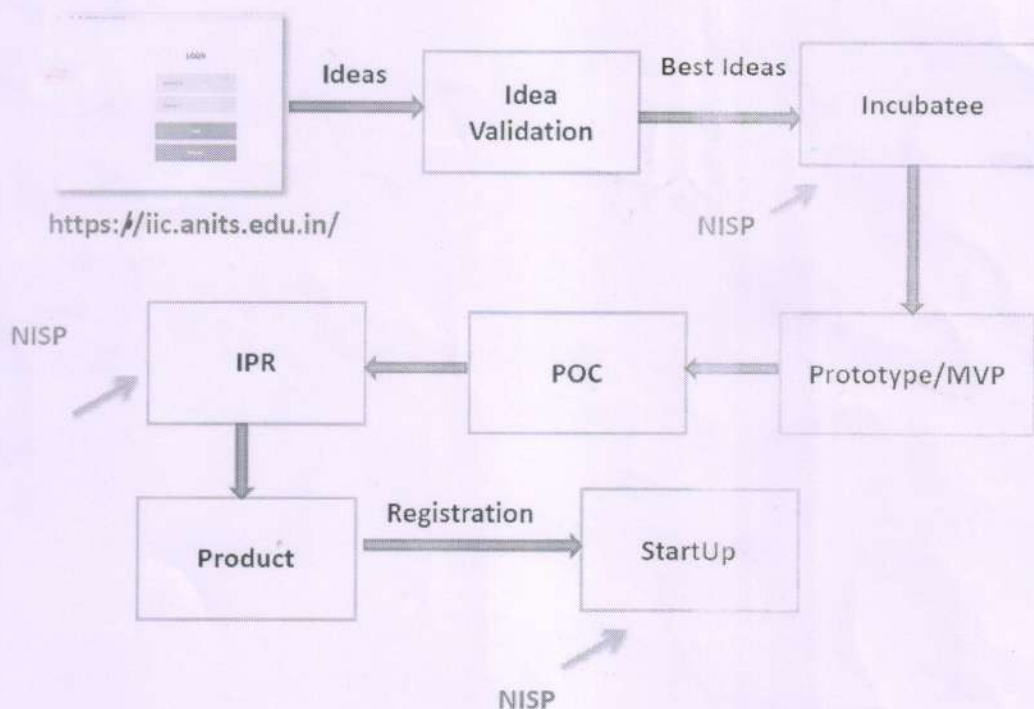 LOGIN
Ideas
Idea
Validation
Best Ideas
Incubatee
https://iic.anits.edu.in/
NISP
NISP
IPR
POC
Prototype/MVP
Product
Registration
StartUp
NISP